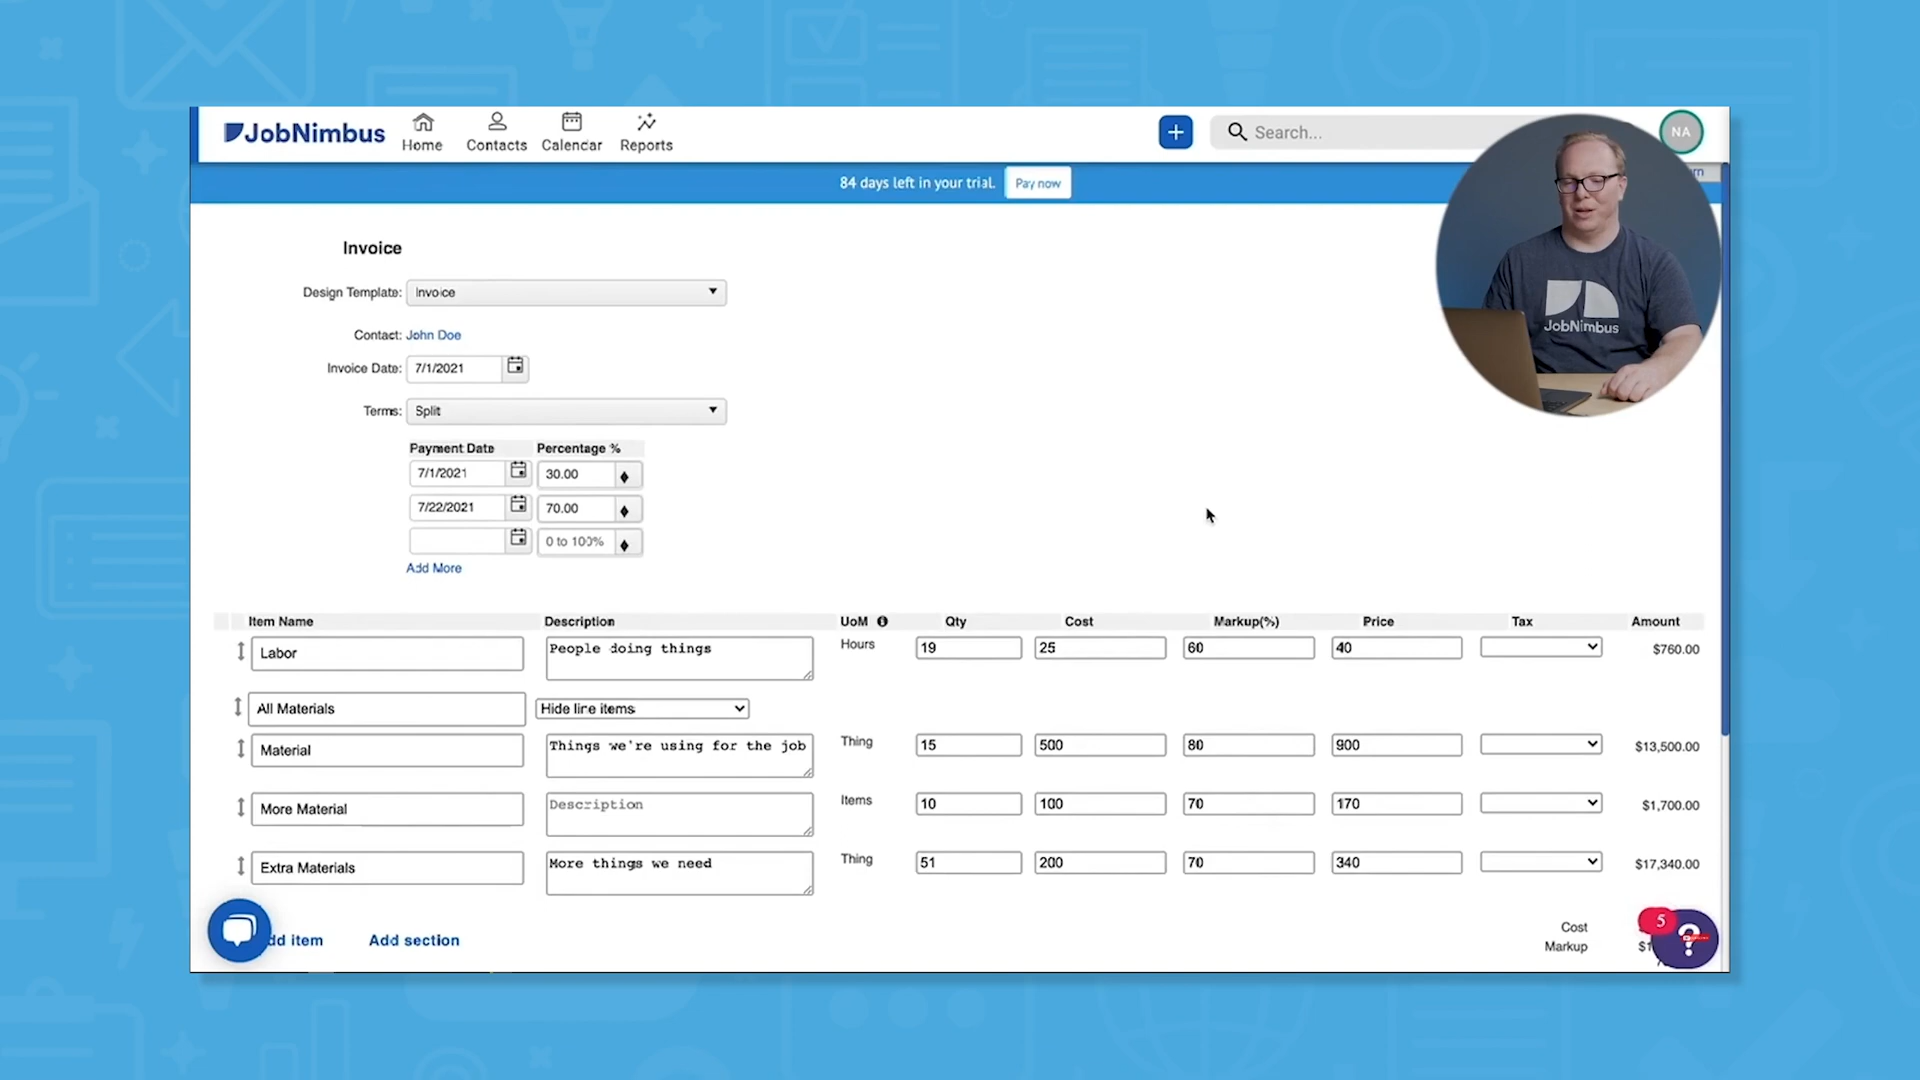 JobNimbus
Home Contacts Calendar Reports
+ Search... NA
84 days left in your trial. Pay now
Invoice
Design Template: Invoice
Contact: John Doe
Invoice Date: 7/1/2021
Terms: Split
Payment Date Percentage %
7/1/2021 30.00
7/22/2021 70.00
0 to 100%
Add More
JobNimbus
Item Name Description UoM Qty Cost Markup(%) Price Tax Amount
Labor People doing things Hours 19 25 60 40 $760.00
All Materials Hide line items
Material Things we're using for the job Thing 15 500 80 900 $13,500.00
More Material Description Items 10 100 70 170 $1,700.00
Extra Materials More things we need Thing 51 200 70 340 $17,340.00
dd item Add section
Cost
5
?
Markup $1